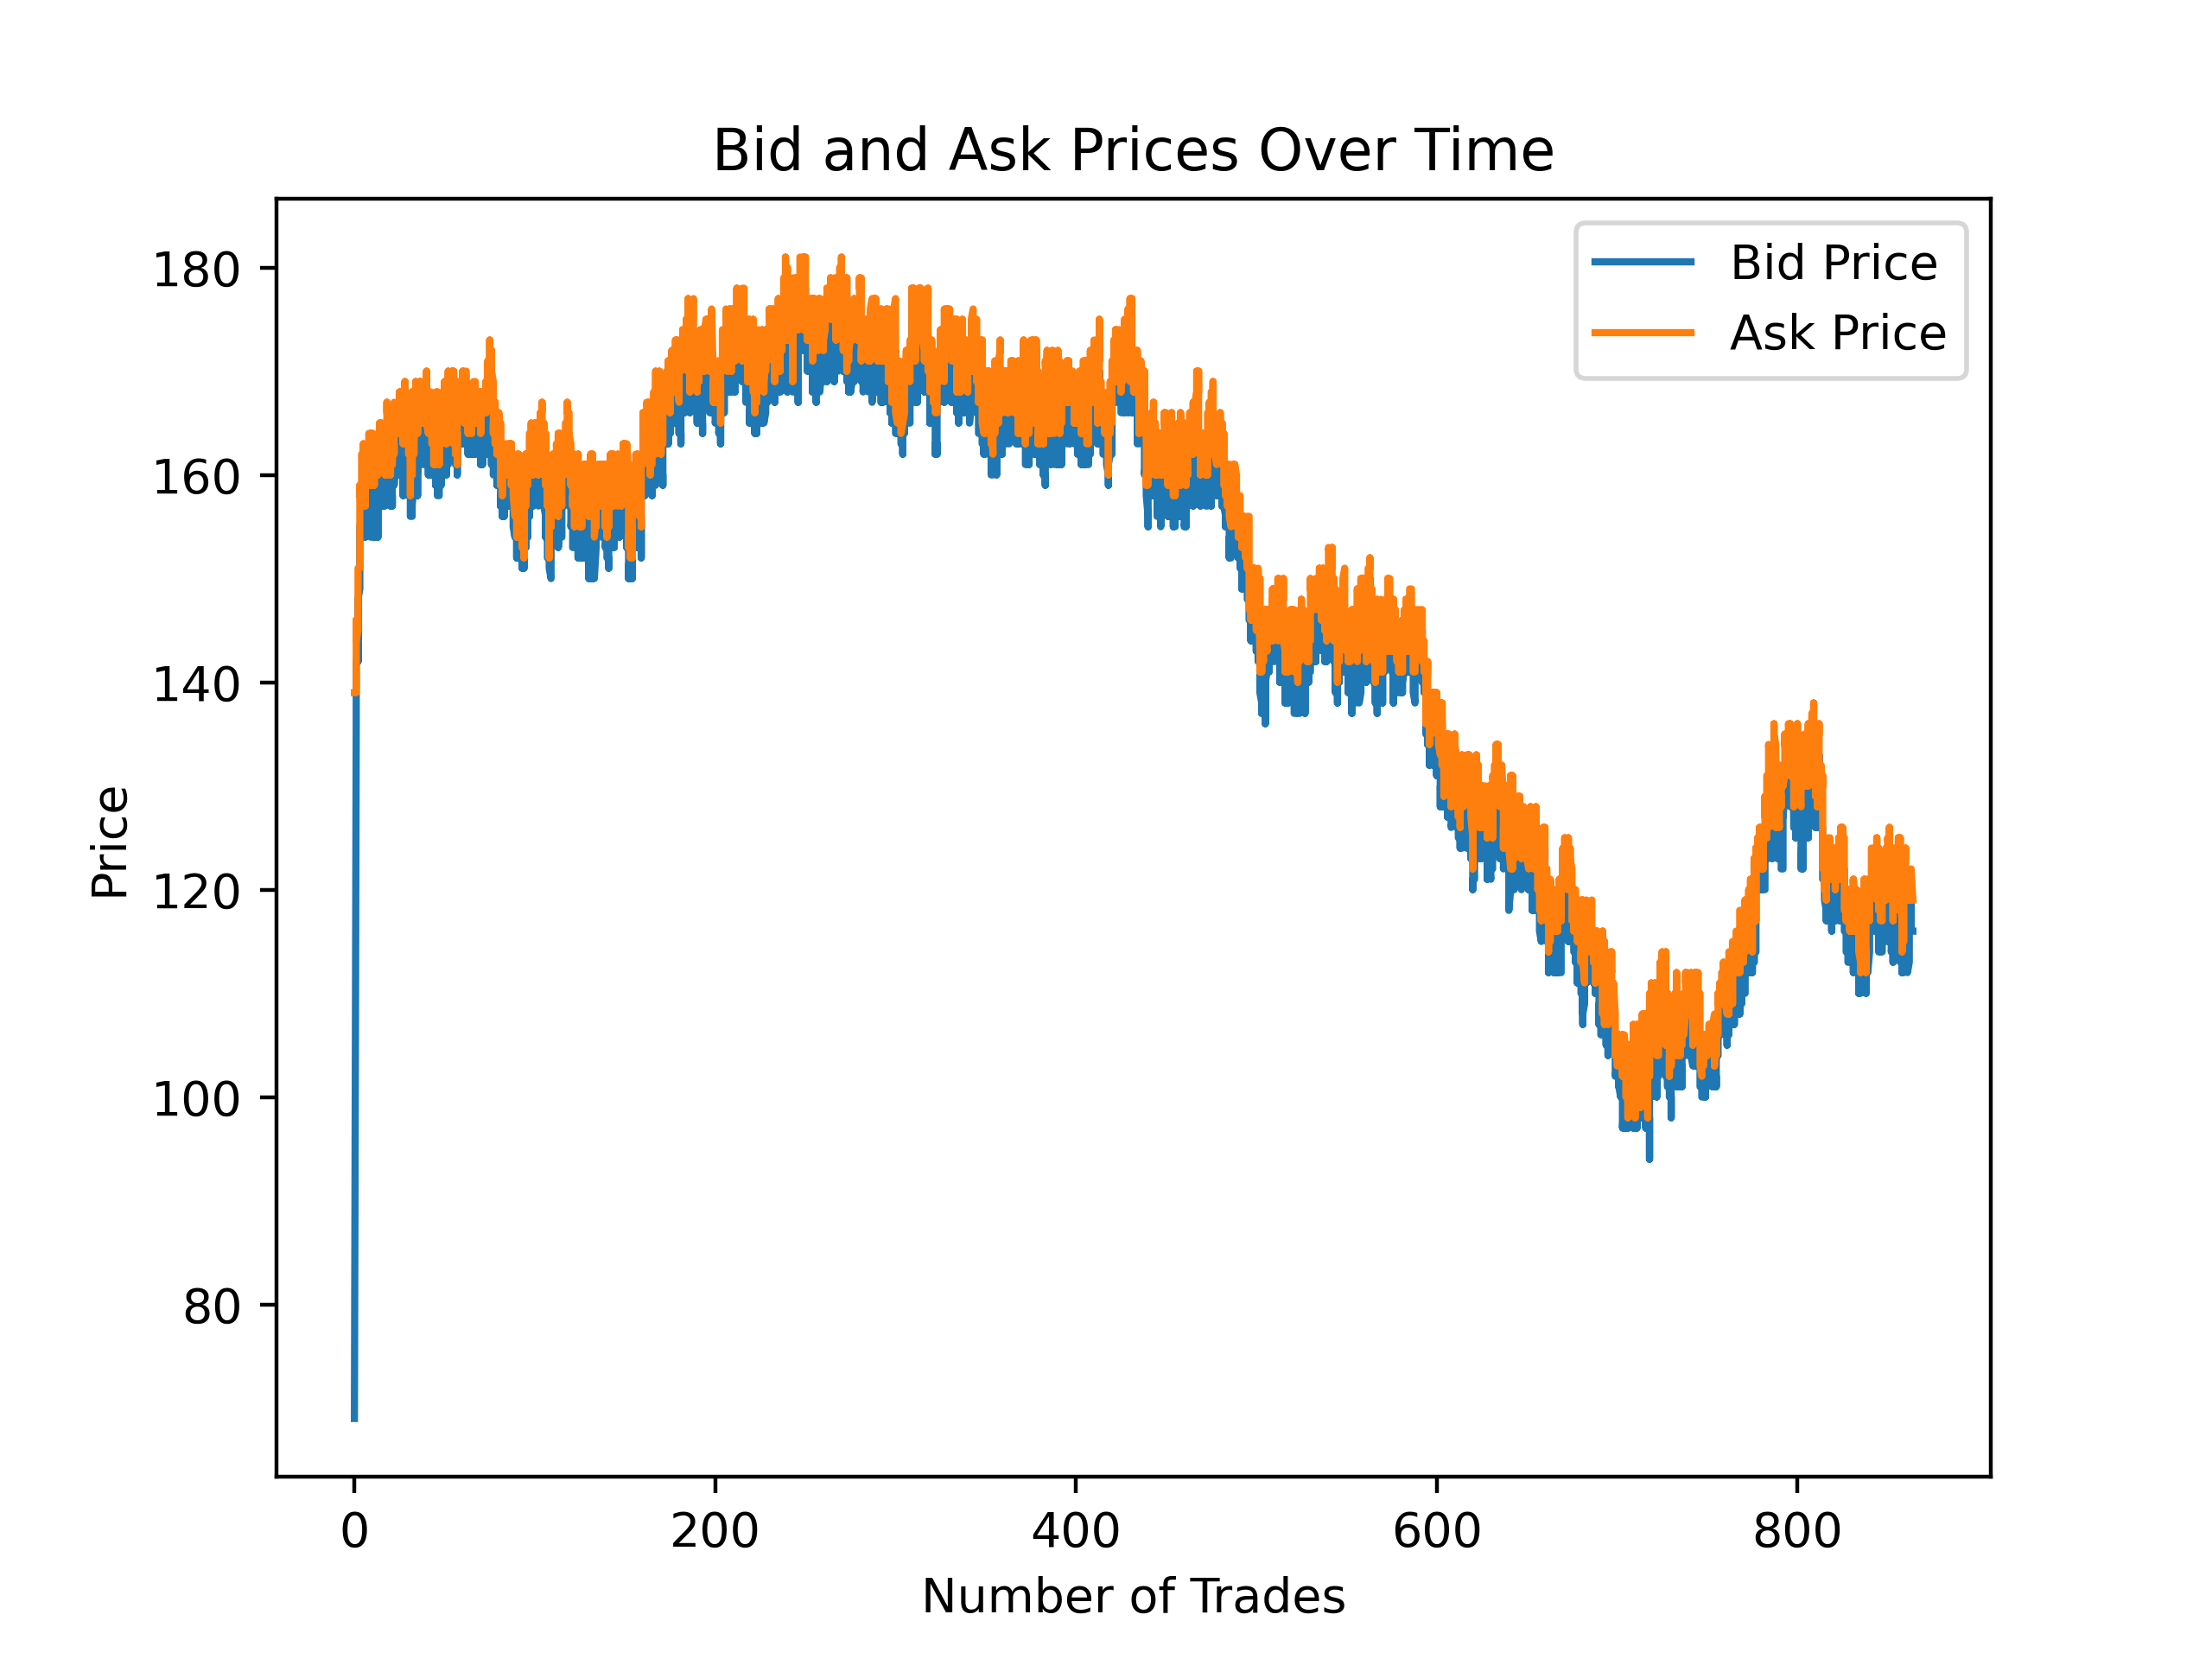 Bid and Ask Prices Over Time
Bid Price
Ask Price
180
160
140
120
100
80
Price
0 200 400 600 800
Number of Trades